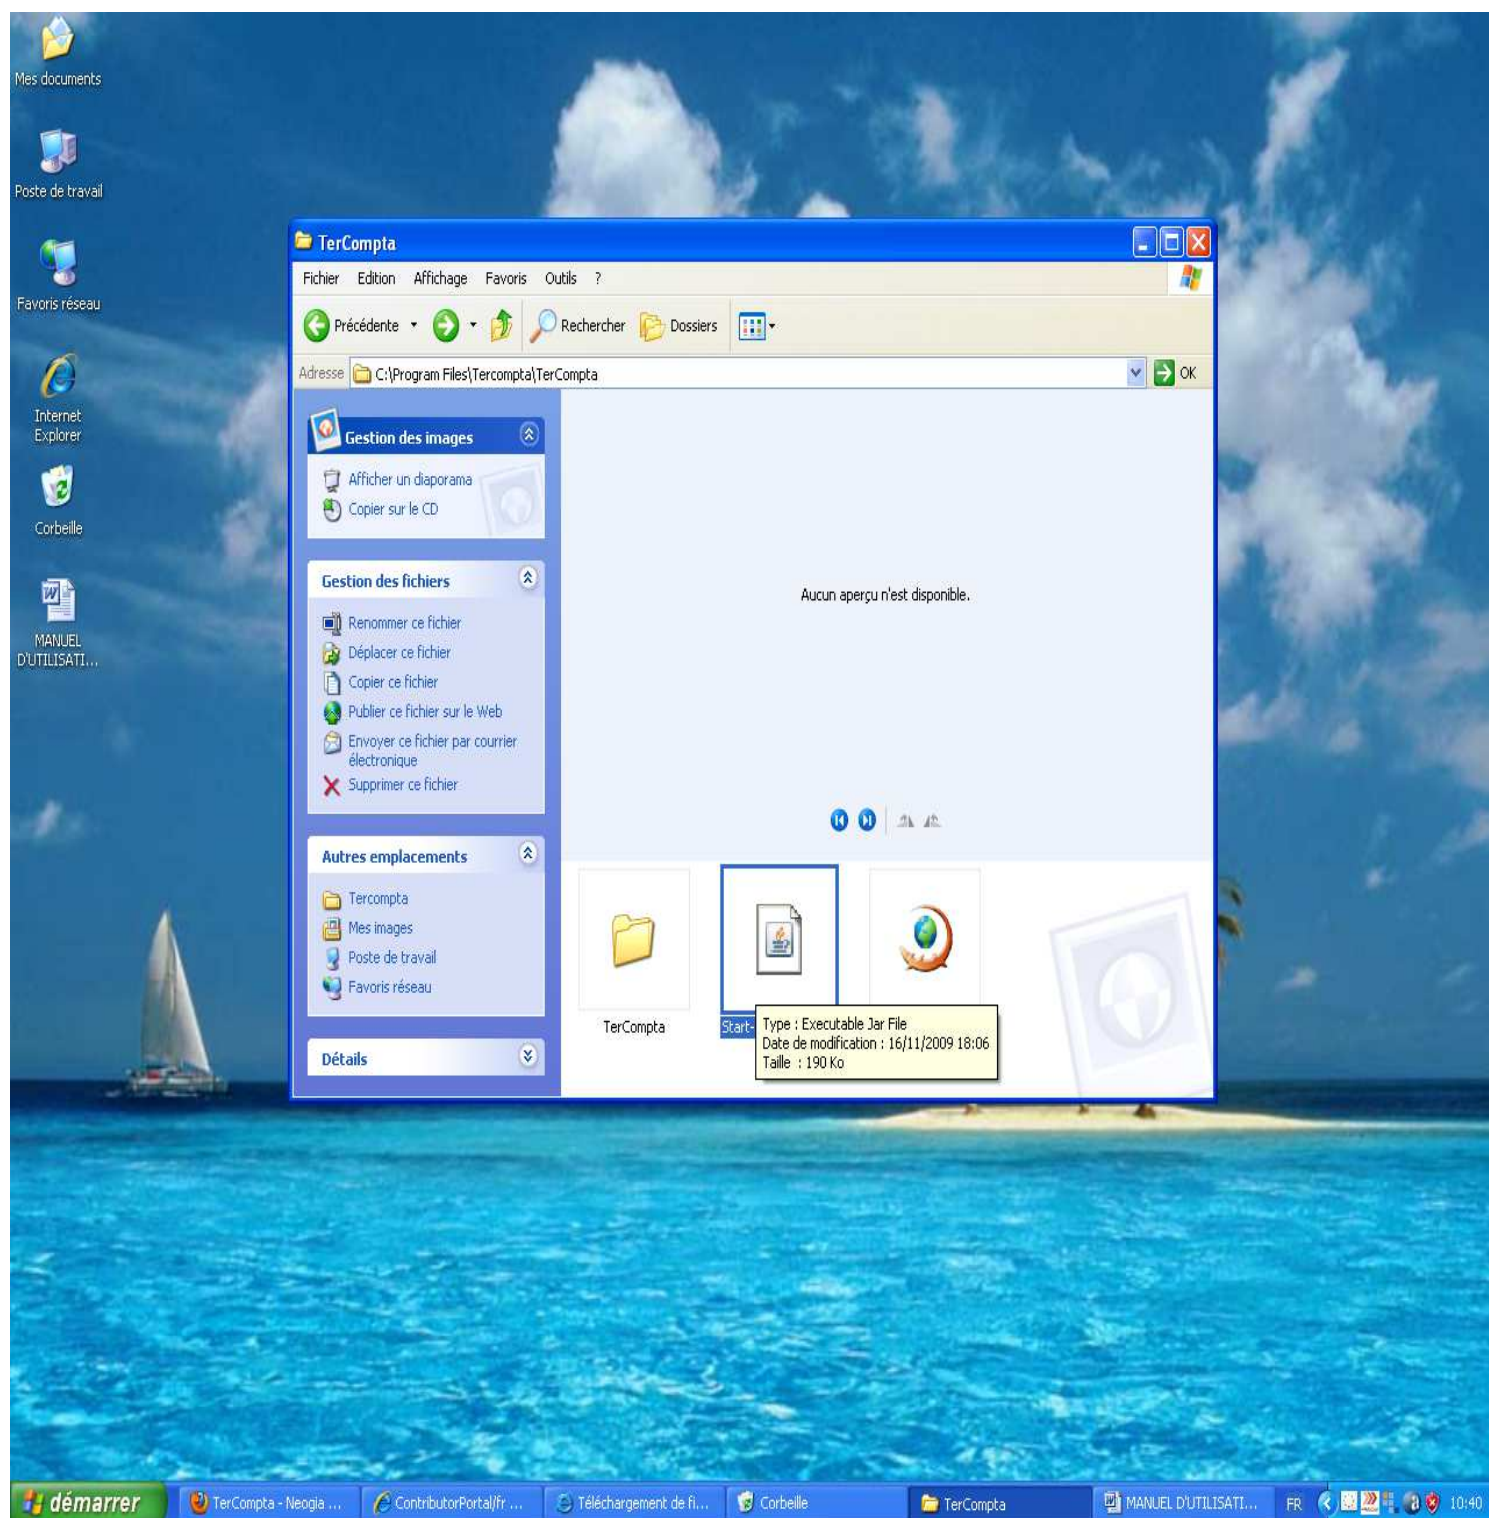 Mes documents
Poste de travail
Favoris réseau
Internet
Explorer
Corbeille
MANUEL
D'UTILISATI...
TerCompta
Fichier Edition Affichage Favoris Outils ?
Précédente Rechercher Dossiers
Adresse C:\Program Files\Tercompta\TerCompta OK
Gestion des images
Afficher un diaporama
Copier sur le CD
Gestion des fichiers
Renommer ce fichier
Déplacer ce fichier
Copier ce fichier
Publier ce fichier sur le Web
Envoyer ce fichier par courrier
électronique
Supprimer ce fichier
Autres emplacements
Tercompta
Mes images
Poste de travail
Favoris réseau
Détails
Aucun aperçu n'est disponible.
TerCompta
Start-
Type : Executable Jar File
Date de modification : 16/11/2009 18:06
Taille : 190 Ko
démarrer TerCompta - Neogia ... ContributorPortal/fr ... Téléchargement de fi... Corbeille TerCompta MANUEL D'UTILISATI... FR 10:40